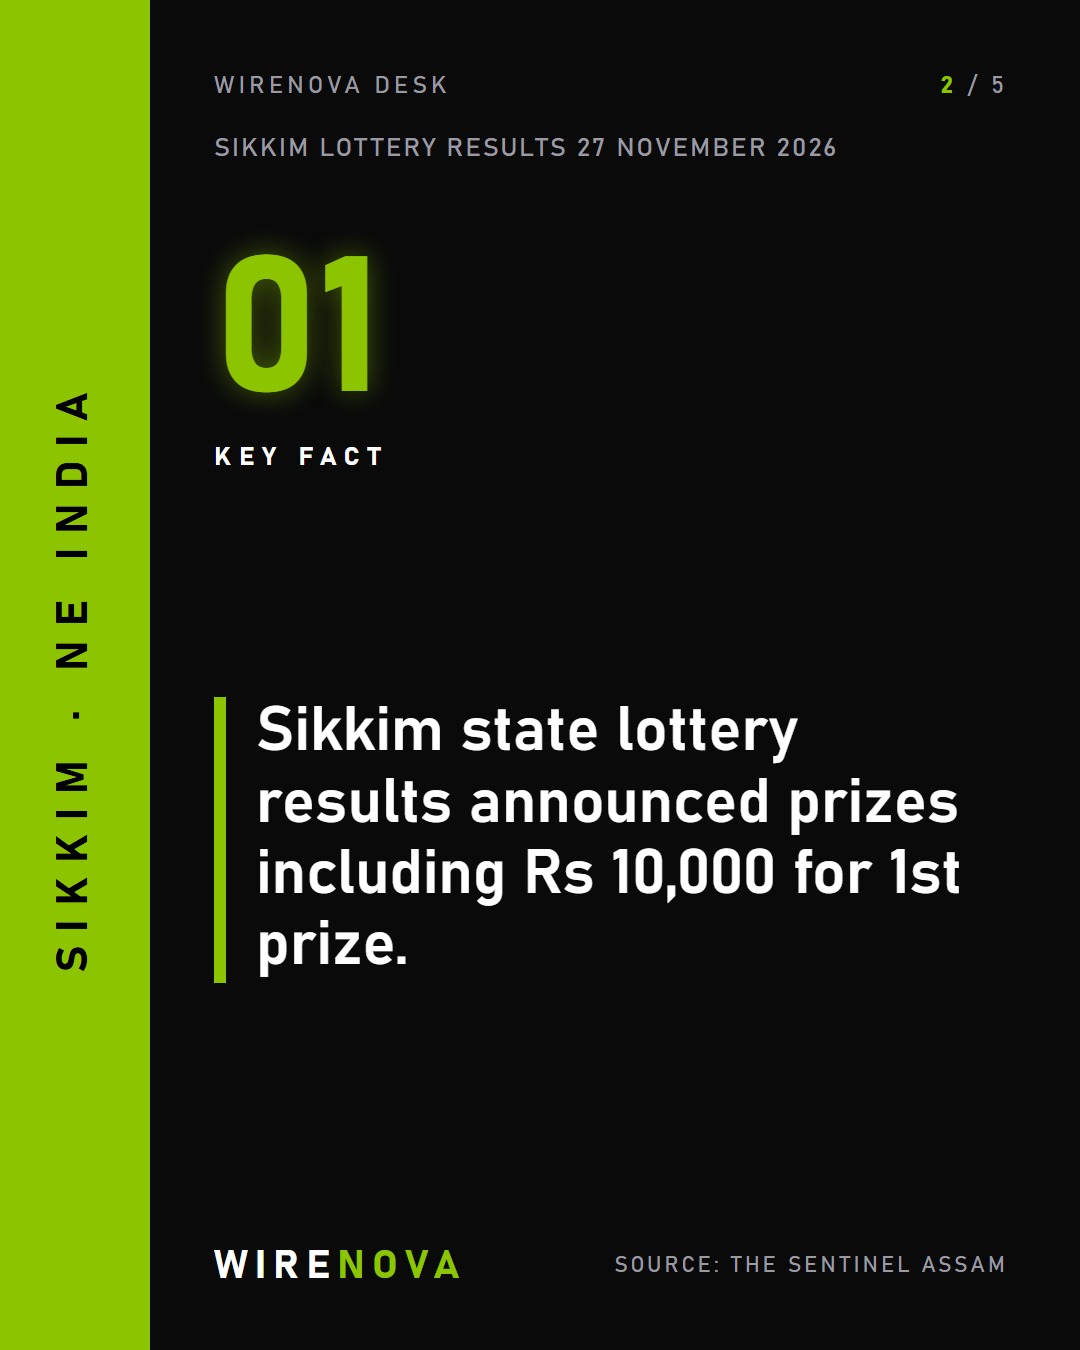 WIRENOVA DESK
2 / 5
SIKKIM LOTTERY RESULTS 27 NOVEMBER 2026
01
KEY FACT
SIKKIM · NE INDIA
Sikkim state lottery
results announced prizes
including Rs 10,000 for 1st
prize.
WIRENOVA
SOURCE: THE SENTINEL ASSAM